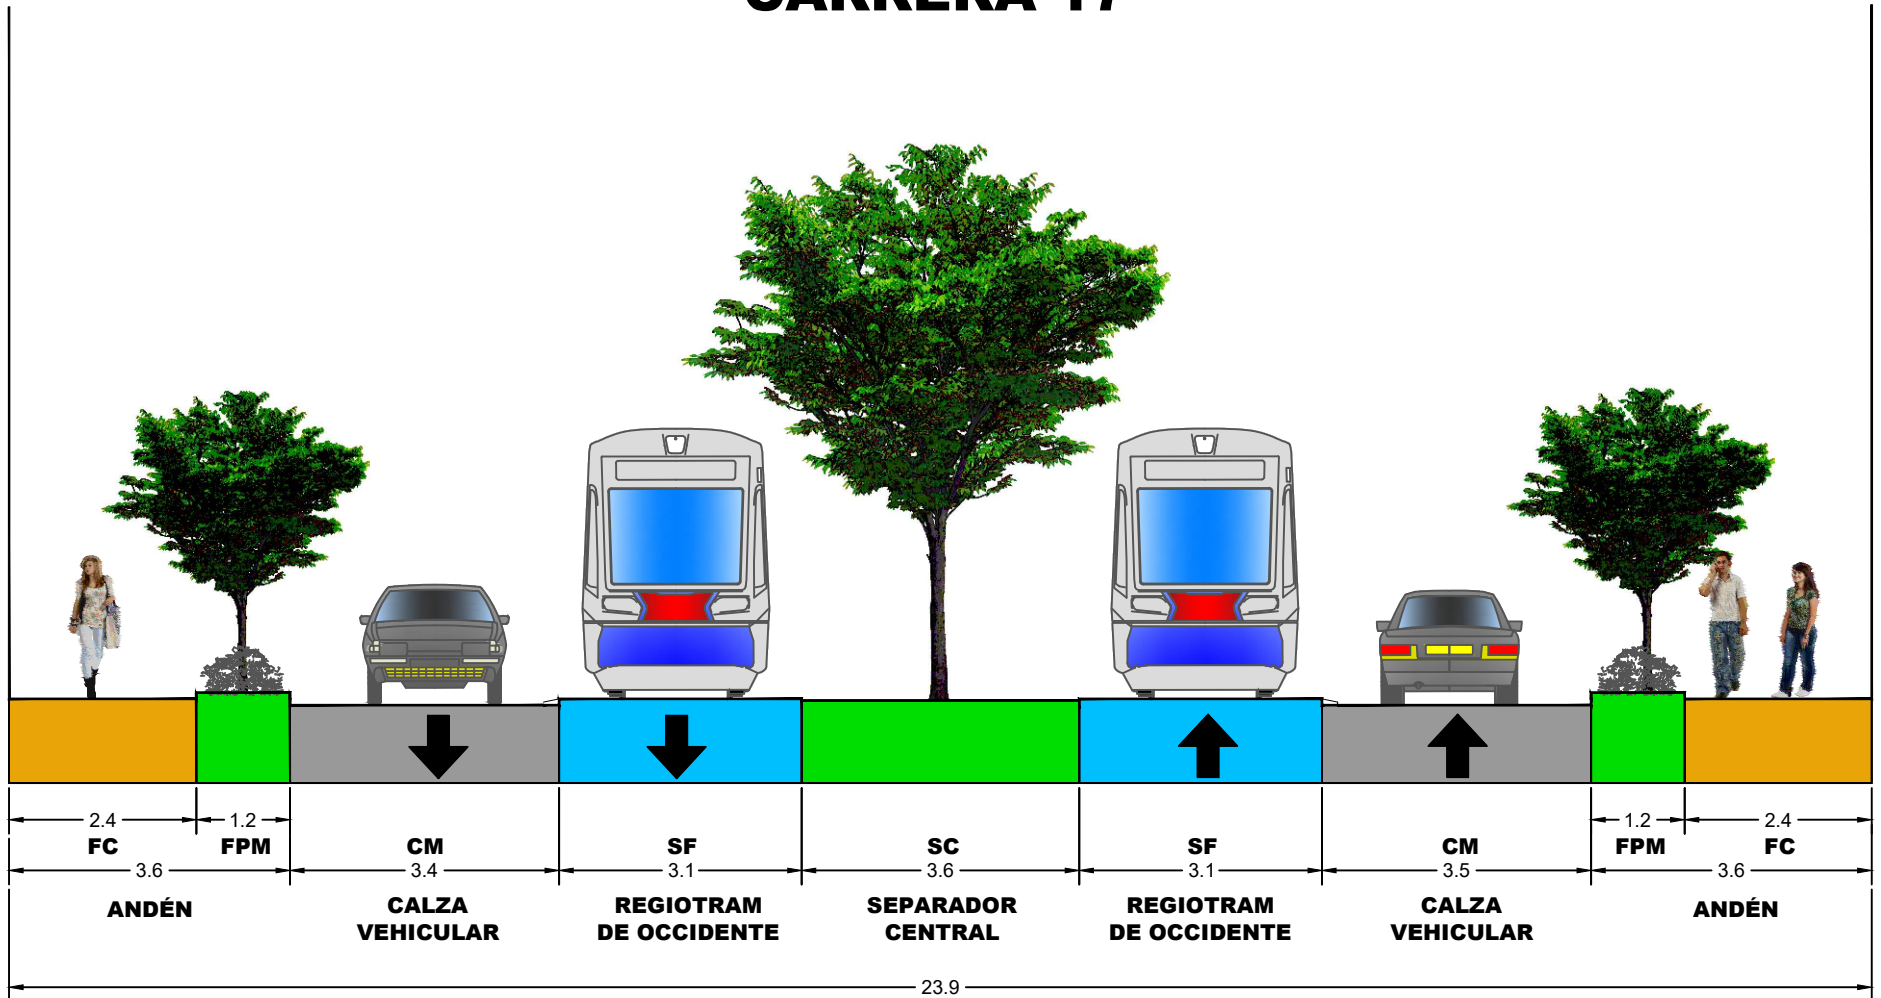 CARRERA 17
2.4 1.2 1.2 2.4
FC FPM CM SF SC SF CM FPM FC
3.6 3.4 3.1 3.6 3.1 3.5 3.6
ANDÉN CALZA REGIOTRAM SEPARADOR REGIOTRAM CALZA ANDÉN
VEHICULAR DE OCCIDENTE CENTRAL DE OCCIDENTE VEHICULAR
23.9